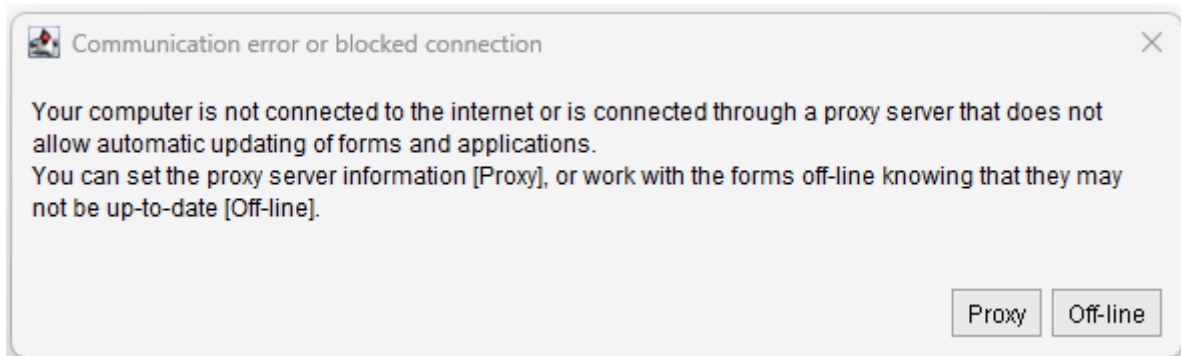 Communication error or blocked connection
Your computer is not connected to the internet or is connected through a proxy server that does not
allow automatic updating of forms and applications.
You can set the proxy server information [Proxy], or work with the forms off-line knowing that they may
not be up-to-date [Off-line].
Proxy Off-line